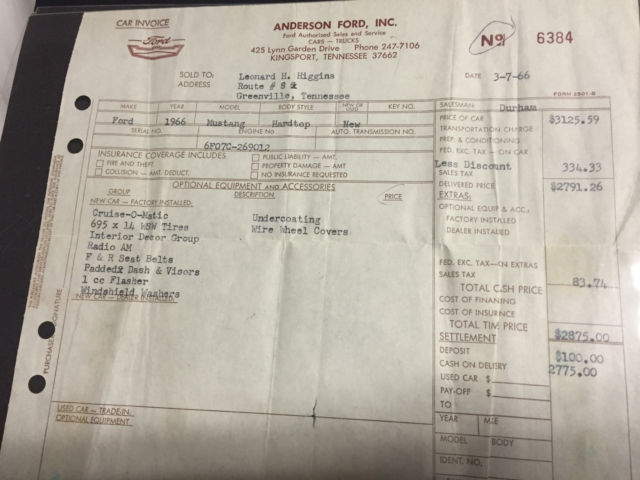 CAR INVOICE
Ford
ANDERSON FORD, INC.
Ford Authorized Sales and Service
CARS - TRUCKS
425 Lynn Garden Drive Phone 247-7106
KINGSPORT, TENNESSEE 37662
No 6384
SOLD TO: Leonard H. Higgins
ADDRESS Route # 8
Greenville, Tennessee
DATE 3-7-66
FORM 2501-B
MAKE YEAR MODEL BODY STYLE NEW OR USED KEY NO.
Ford 1966 Mustang Hardtop New
SERIAL NO. ENGINE No AUTO. TRANSMISSION NO.
6F07C-269012
INSURANCE COVERAGE INCLUDES
FIRE AND THEFT
COLLISION — AMT. DEDUCT.
PUBLIC LIABILITY — AMT.
PROPERTY DAMAGE — AMT
NO INSURANCE REQUESTED
OPTIONAL EQUIPMENT AND ACCESSORIES
GROUP DESCRIPTION PRICE
NEW CAR — FACTORY INSTALLED:
Cruise-O-Matic Undercoating
695 x 14 WSW Tires Wire Wheel Covers
Interior Decor Group
Radio AM
F & R Seat Belts
Padded Dash & Visors
1 cc Flasher
Windshield Washers
NEW CAR — DEALER INSTALLED:
USED CAR — TRADE-IN:
OPTIONAL EQUIPMENT
PURCHASER SIGNATURE
SALESMAN: Durham
PRICE OF CAR $3125.59
TRANSPORTATION CHARGE
PREP. & CONDITIONING
FED. EXC. TAX — ON CAR
Less Discount 334.33
SALES TAX
DELIVERED PRICE $2791.26
EXTRAS:
OPTIONAL EQUIP & ACC.,
FACTORY INSTALLED
DEALER INSTALLED
FED. EXC. TAX—ON EXTRAS
SALES TAX 83.74
TOTAL CASH PRICE
COST OF FINANCING
COST OF INSURANCE
TOTAL TIME PRICE
SETTLEMENT $2875.00
DEPOSIT $100.00
CASH ON DELIVERY 2775.00
USED CAR $
PAY-OFF $
TO
YEAR MAKE
MODEL BODY
IDENT. NO.